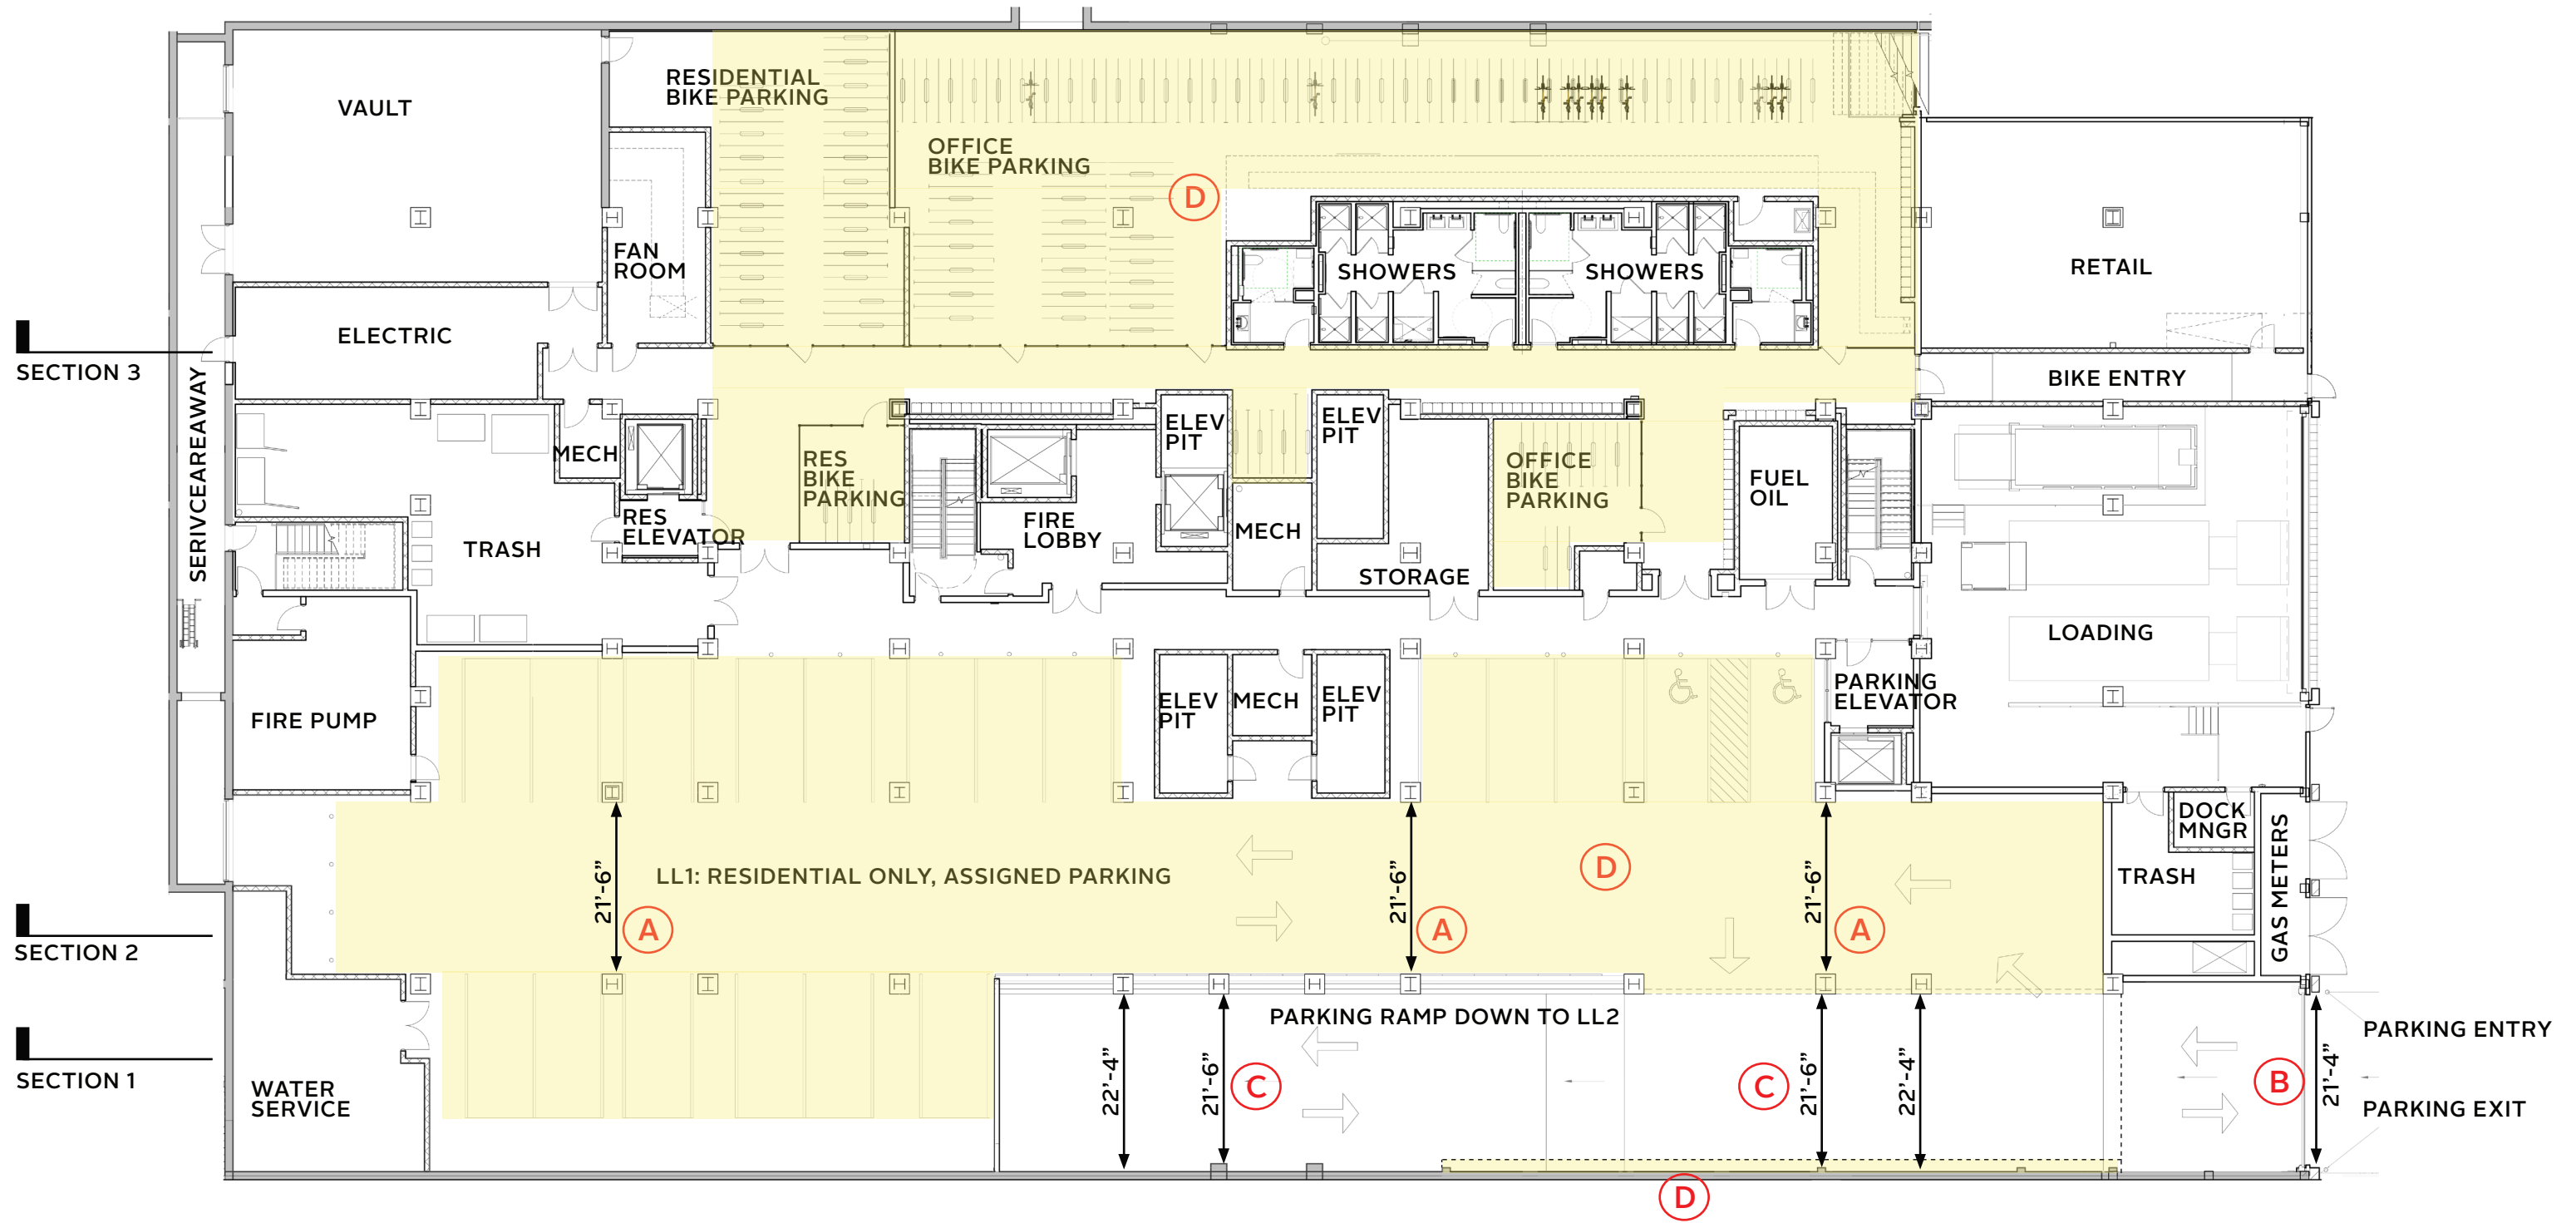 RESIDENTIAL
BIKE PARKING
VAULT
OFFICE
BIKE PARKING
D
FAN
ROOM
SHOWERS
SHOWERS
RETAIL
ELECTRIC
SECTION 3
BIKE ENTRY
SERIVCEAREAWAY
ELEV
PIT
ELEV
PIT
MECH
RES
BIKE
PARKING
OFFICE
BIKE
PARKING
FUEL
OIL
RES
ELEVATOR
FIRE
LOBBY
MECH
TRASH
STORAGE
LOADING
FIRE PUMP
ELEV
PIT
MECH
ELEV
PIT
PARKING
ELEVATOR
DOCK
MNGR
GAS METERS
TRASH
21'-6"
A
LL1: RESIDENTIAL ONLY, ASSIGNED PARKING
21'-6"
A
D
21'-6"
A
SECTION 2
PARKING RAMP DOWN TO LL2
PARKING ENTRY
SECTION 1
WATER
SERVICE
22'-4"
21'-6"
C
C
21'-6"
22'-4"
B
21'-4"
PARKING EXIT
D